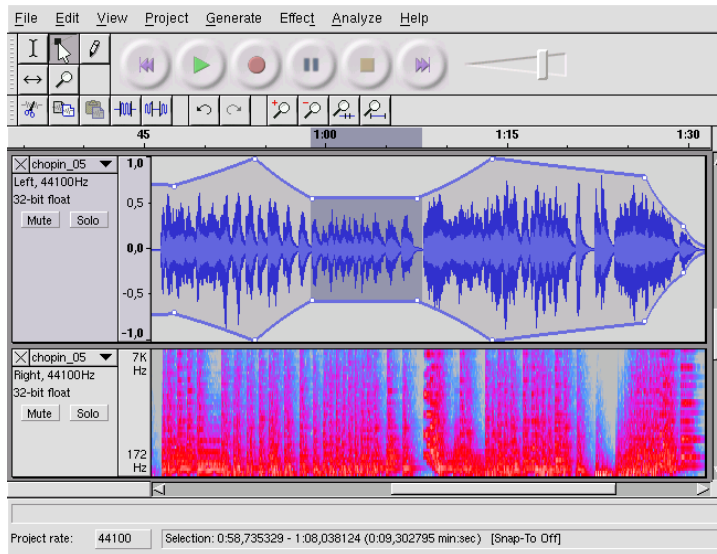 File Edit View Project Generate Effect Analyze Help
45 1:00 1:15 1:30
chopin_05
Left, 44100Hz
32-bit float
Mute Solo
1,0
0,5
0,0
-0,5
-1,0
chopin_05
Right, 44100Hz
32-bit float
Mute Solo
7K
Hz
172
Hz
Project rate: 44100 Selection: 0:58,735329 - 1:08,038124 (0:09,302795 min:sec) [Snap-To Off]